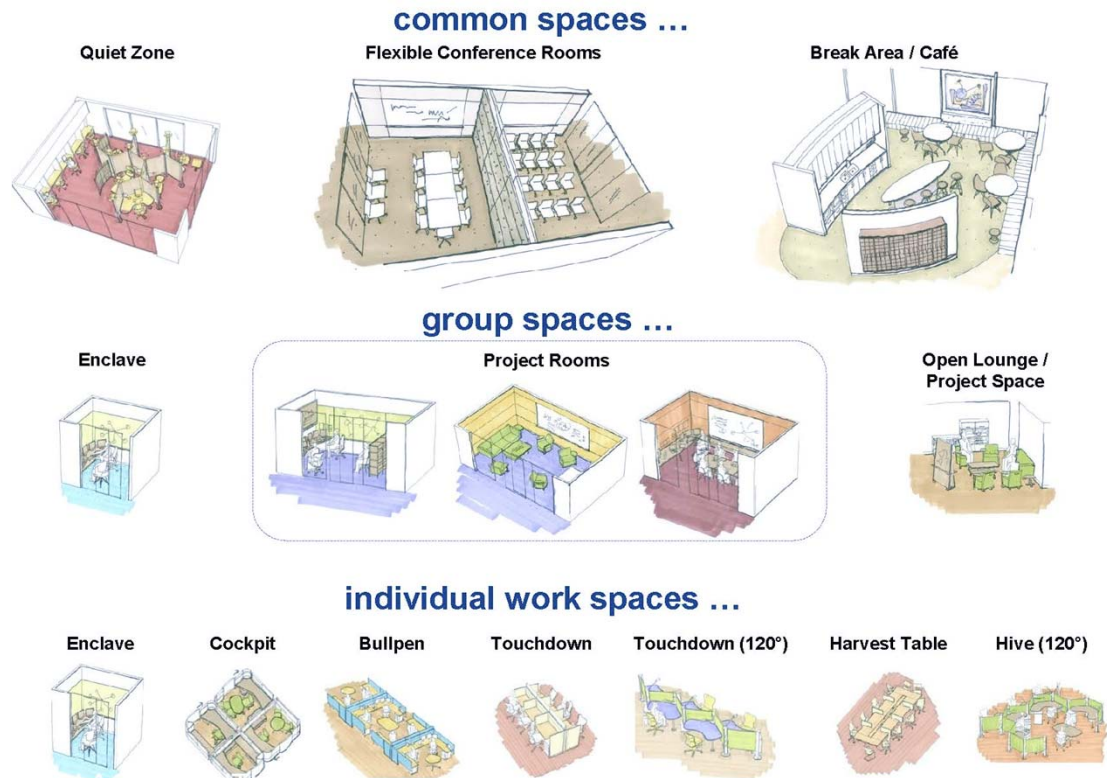 common spaces …
Quiet Zone
Flexible Conference Rooms
Break Area / Café
group spaces …
Enclave
Project Rooms
Open Lounge /
Project Space
individual work spaces …
Enclave
Cockpit
Bullpen
Touchdown
Touchdown (120°)
Harvest Table
Hive (120°)